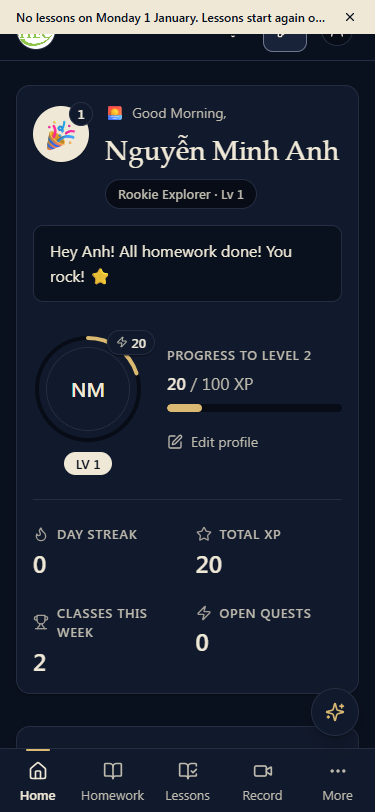 No lessons on Monday 1 January. Lessons start again o...
1
Good Morning,
Nguyễn Minh Anh
Rookie Explorer · Lv 1
Hey Anh! All homework done! You
rock! ⭐
20
NM
LV 1
PROGRESS TO LEVEL 2
20 / 100 XP
Edit profile
DAY STREAK
0
TOTAL XP
20
CLASSES THIS
WEEK
2
OPEN QUESTS
0
Home
Homework
Lessons
Record
More